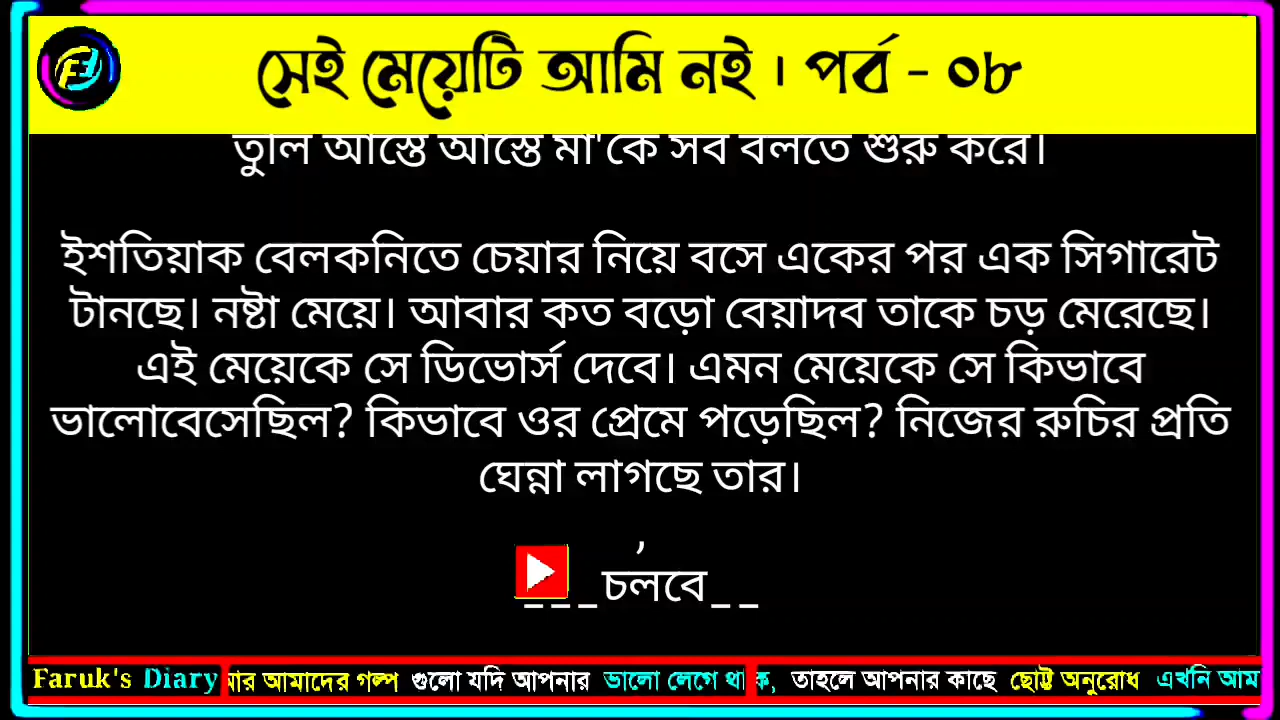 সেই মেয়েটি আমি নই । পর্ব - ০৮
তুলি আস্তে আস্তে মা'কে সব বলতে শুরু করে।
ইশতিয়াক বেলকনিতে চেয়ার নিয়ে বসে একের পর এক সিগারেট
টানছে। নষ্টা মেয়ে। আবার কত বড়ো বেয়াদব তাকে চড় মেরেছে।
এই মেয়েকে সে ডিভোর্স দেবে। এমন মেয়েকে সে কিভাবে
ভালোবেসেছিল? কিভাবে ওর প্রেমে পড়েছিল? নিজের রুচির প্রতি
ঘেন্না লাগছে তার।
,
___চলবে__
Faruk's Diary আমাদের গল্প গুলো যদি আপনার ভালো লেগে থাকে, তাহলে আপনার কাছে ছোট্ট অনুরোধ এখনি